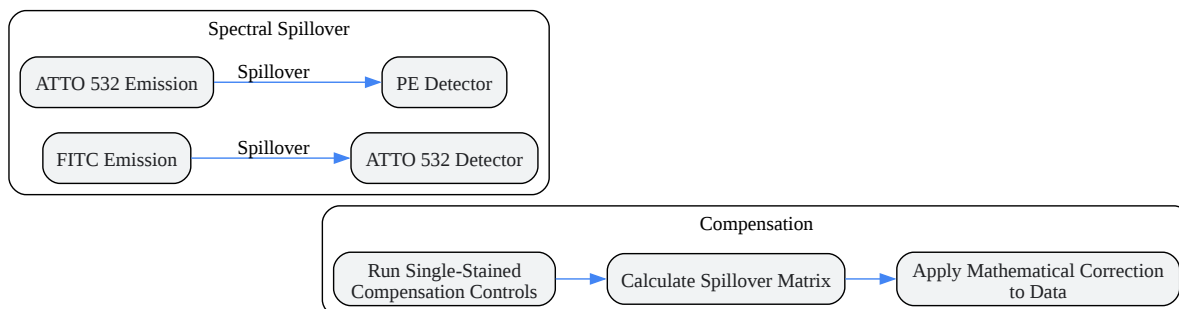 Spectral Spillover
ATTO 532 Emission
Spillover
PE Detector
FITC Emission
Spillover
ATTO 532 Detector
Compensation
Run Single-Stained
Compensation Controls
Calculate Spillover Matrix
Apply Mathematical Correction
to Data